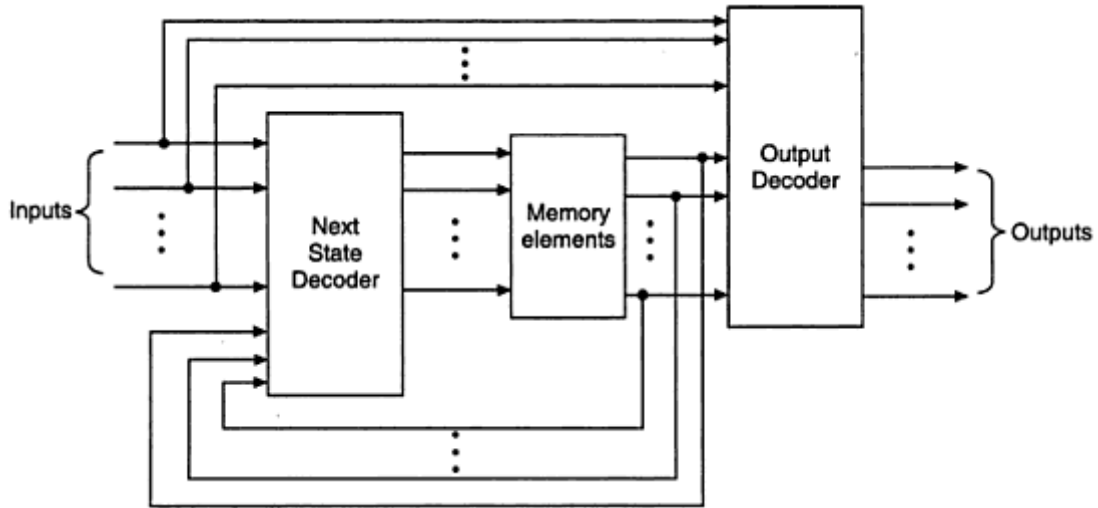 Inputs
Next
State
Decoder
Memory
elements
Output
Decoder
Outputs